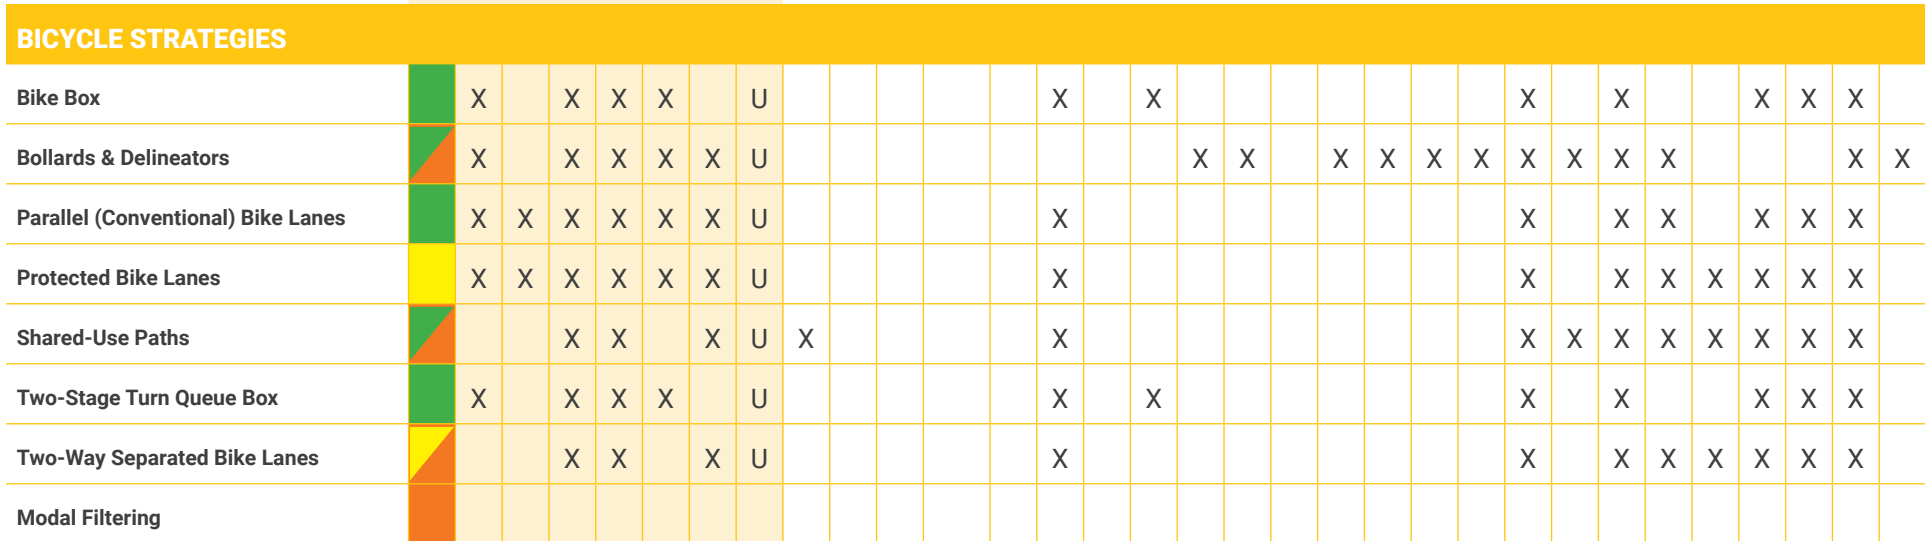 BICYCLE STRATEGIES
Bike Box X X X X U X X X X X X X
Bollards & Delineators X X X X X U X X X X X X X X X X X X
Parallel (Conventional) Bike Lanes X X X X X X U X X X X X X X
Protected Bike Lanes X X X X X X U X X X X X X X X
Shared-Use Paths X X X U X X X X X X X X X X
Two-Stage Turn Queue Box X X X X U X X X X X X X
Two-Way Separated Bike Lanes X X X U X X X X X X X X
Modal Filtering